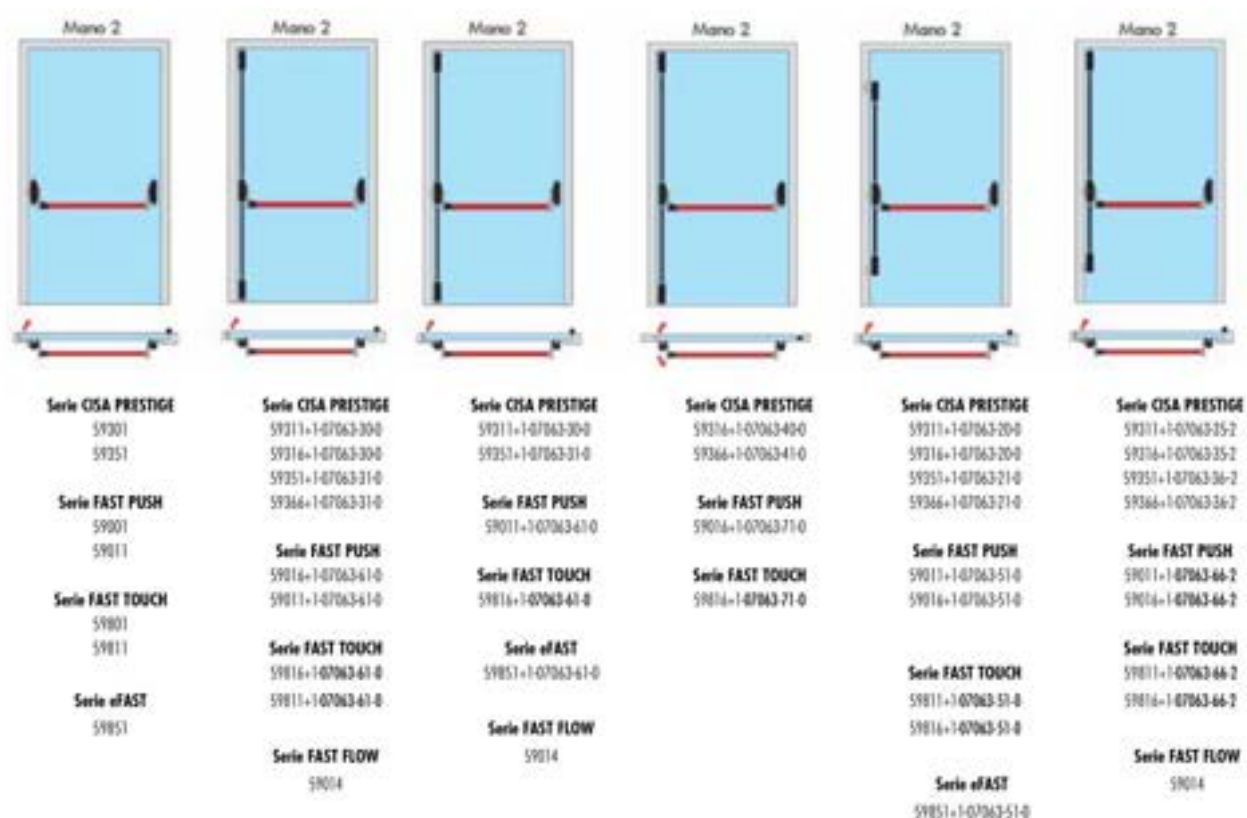 Mano 2
Mano 2
Mano 2
Mano 2
Mano 2
Mano 2
Serie CISA PRESTIGE
59301
59351
Serie FAST PUSH
59001
59011
Serie FAST TOUCH
59801
59811
Serie eFAST
59851
Serie CISA PRESTIGE
59311+1-07063-30-0
59316+1-07063-30-0
59351+1-07063-31-0
59366+1-07063-31-0
Serie FAST PUSH
59016+1-07063-61-0
59011+1-07063-61-0
Serie FAST TOUCH
59816+1-07063-61-0
59811+1-07063-61-0
Serie FAST FLOW
59014
Serie CISA PRESTIGE
59311+1-07063-30-0
59351+1-07063-31-0
Serie FAST PUSH
59011+1-07063-61-0
Serie FAST TOUCH
59816+1-07063-61-0
Serie eFAST
59851+1-07063-61-0
Serie FAST FLOW
59014
Serie CISA PRESTIGE
59316+1-07063-40-0
59366+1-07063-41-0
Serie FAST PUSH
59016+1-07063-71-0
Serie FAST TOUCH
59816+1-07063-71-0
Serie CISA PRESTIGE
59311+1-07063-20-0
59316+1-07063-20-0
59351+1-07063-21-0
59366+1-07063-21-0
Serie FAST PUSH
59011+1-07063-51-0
59016+1-07063-51-0
Serie FAST TOUCH
59811+1-07063-51-0
59816+1-07063-51-0
Serie eFAST
59851+1-07063-51-0
Serie CISA PRESTIGE
59311+1-07063-35-2
59316+1-07063-35-2
59351+1-07063-36-2
59366+1-07063-36-2
Serie FAST PUSH
59011+1-07063-66-2
59016+1-07063-66-2
Serie FAST TOUCH
59811+1-07063-66-2
59816+1-07063-66-2
Serie FAST FLOW
59014